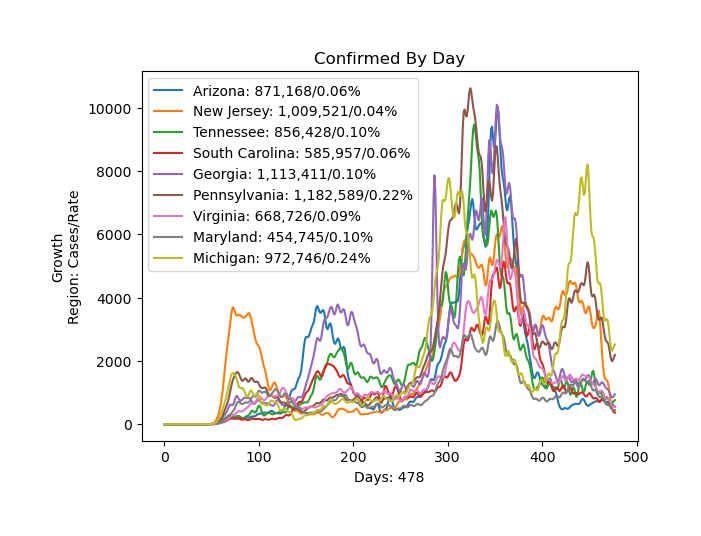 Confirmed By Day
Growth
Region: Cases/Rate
10000
8000
6000
4000
2000
0
Arizona: 871,168/0.06%
New Jersey: 1,009,521/0.04%
Tennessee: 856,428/0.10%
South Carolina: 585,957/0.06%
Georgia: 1,113,411/0.10%
Pennsylvania: 1,182,589/0.22%
Virginia: 668,726/0.09%
Maryland: 454,745/0.10%
Michigan: 972,746/0.24%
0 100 200 300 400 500
Days: 478